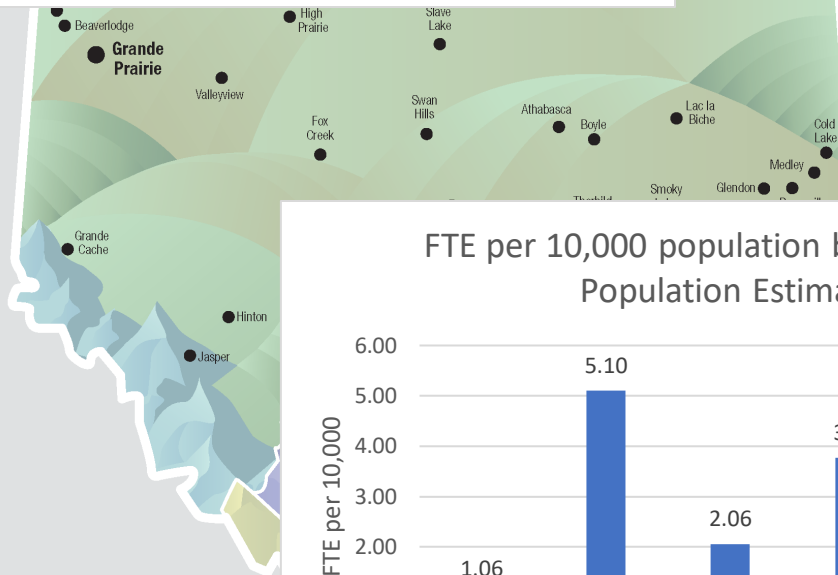 Beaverlodge
High
Prairie
Slave
Lake
Grande
Prairie
Valleyview
Swan
Hills
Athabasca
Boyle
Lac la
Biche
Fox
Creek
Cold
Lake
Medley
Glendon
Smoky
Grande
Cache
Hinton
Jasper
FTE per 10,000 population
Population
6.00
5.10
5.00
4.00
3.00
2.06
2.00
1.06
FTE per 10,000